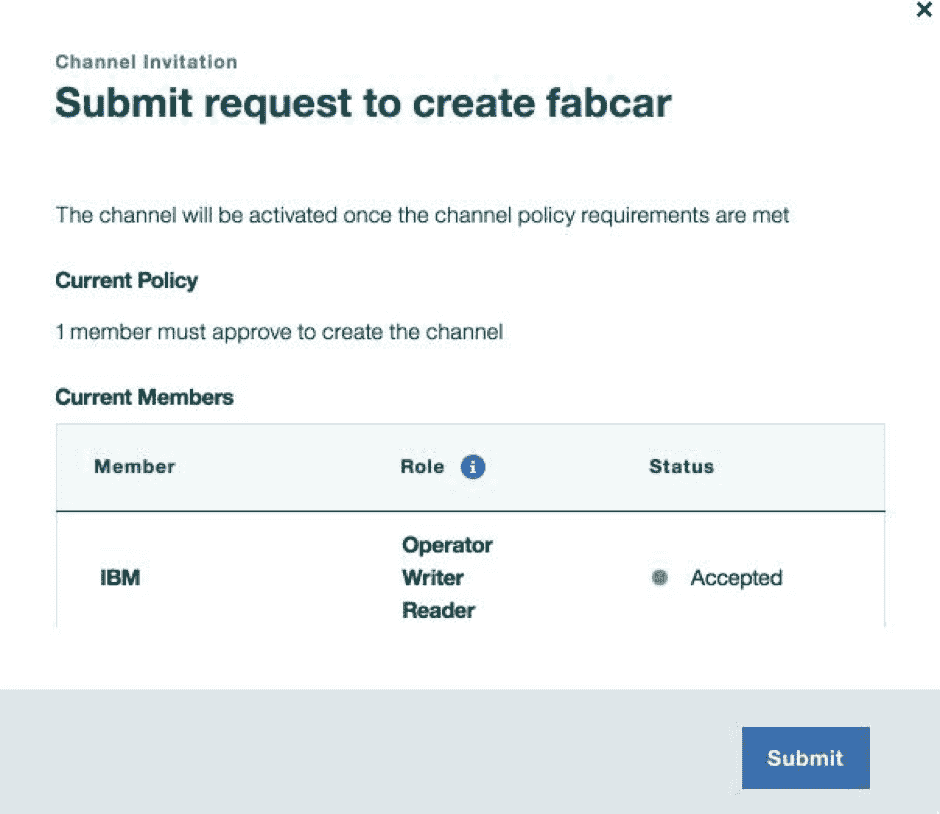 Channel Invitation
Submit request to create fabcar
The channel will be activated once the channel policy requirements are met
Current Policy
1 member must approve to create the channel
Current Members
Member Role i Status
Operator
IBM Writer Accepted
Reader
Submit